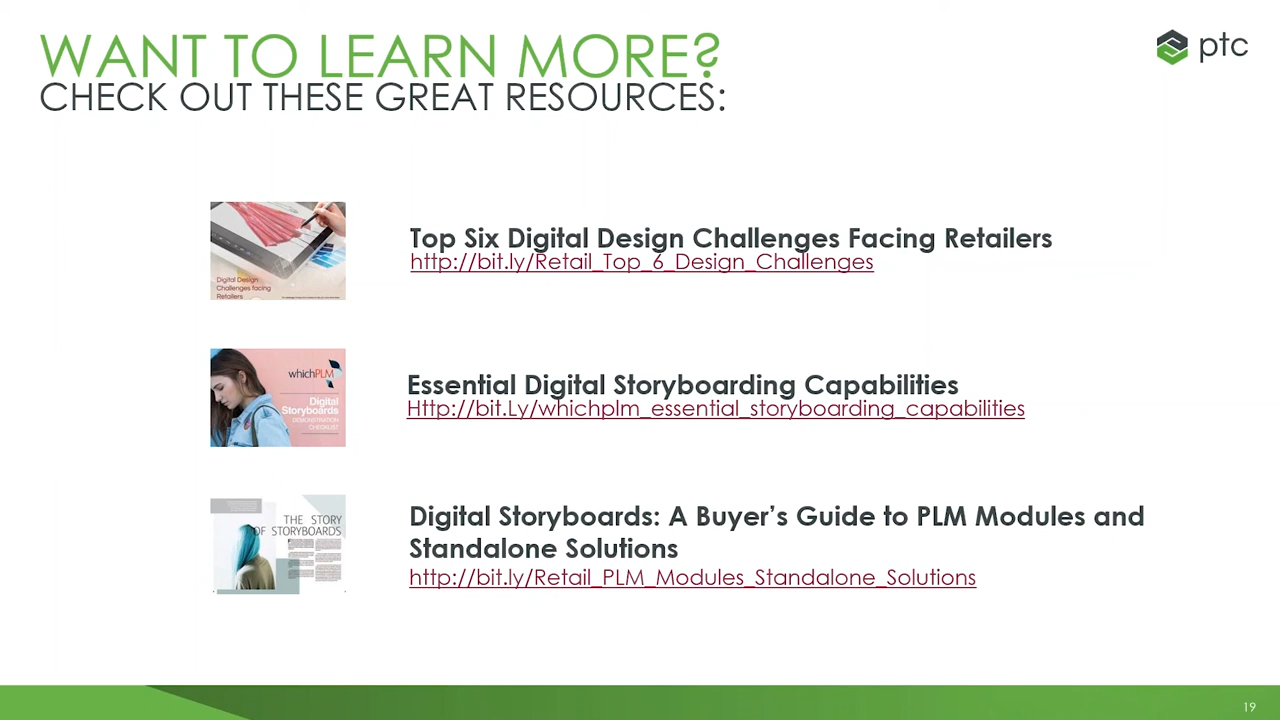 WANT TO LEARN MORE?
CHECK OUT THESE GREAT RESOURCES:
ptc
Digital Design
Challenges facing
Retailers
Top Six Digital Design Challenges Facing Retailers
http://bit.ly/Retail_Top_6_Design_Challenges
whichPLM
Digital
Storyboards
DEMONSTRATION
CHECKLIST
Essential Digital Storyboarding Capabilities
Http://bit.Ly/whichplm_essential_storyboarding_capabilities
THE STORY
OF STORYBOARDS
Digital Storyboards: A Buyer’s Guide to PLM Modules and
Standalone Solutions
http://bit.ly/Retail_PLM_Modules_Standalone_Solutions
19